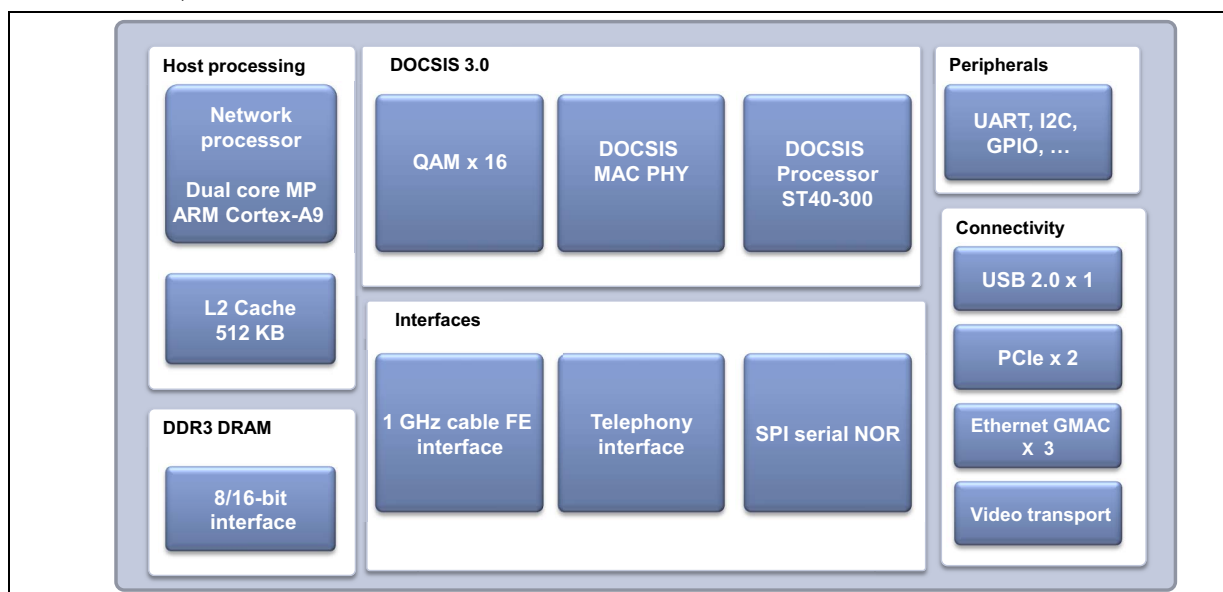 Host processing
Network
processor
Dual core MP
ARM Cortex-A9
L2 Cache
512 KB
DDR3 DRAM
8/16-bit
interface
DOCSIS 3.0
QAM x 16
DOCSIS
MAC PHY
DOCSIS
Processor
ST40-300
Interfaces
1 GHz cable FE
interface
Telephony
interface
SPI serial NOR
Peripherals
UART, I2C,
GPIO, …
Connectivity
USB 2.0 x 1
PCIe x 2
Ethernet GMAC
X 3
Video transport